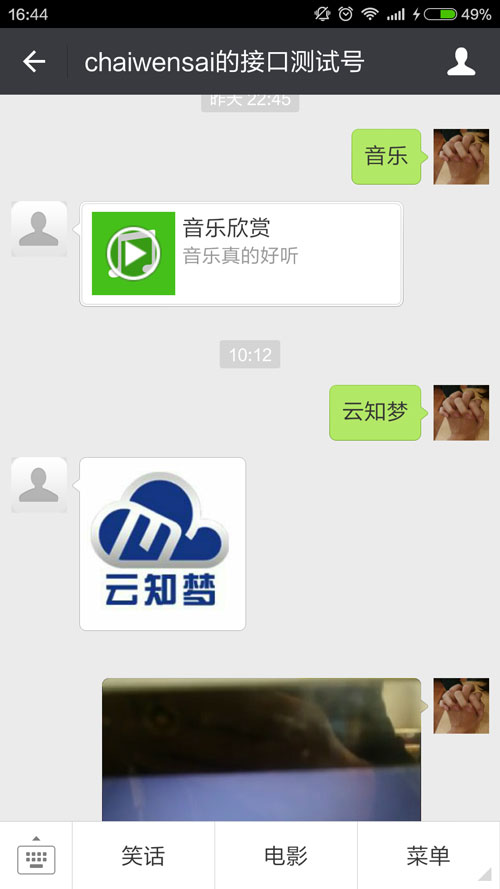 16:44
49%
chaiwensai的接口测试号
昨天 22:45
音乐
音乐欣赏
音乐真的好听
10:12
云知梦
云知梦
笑话
电影
菜单